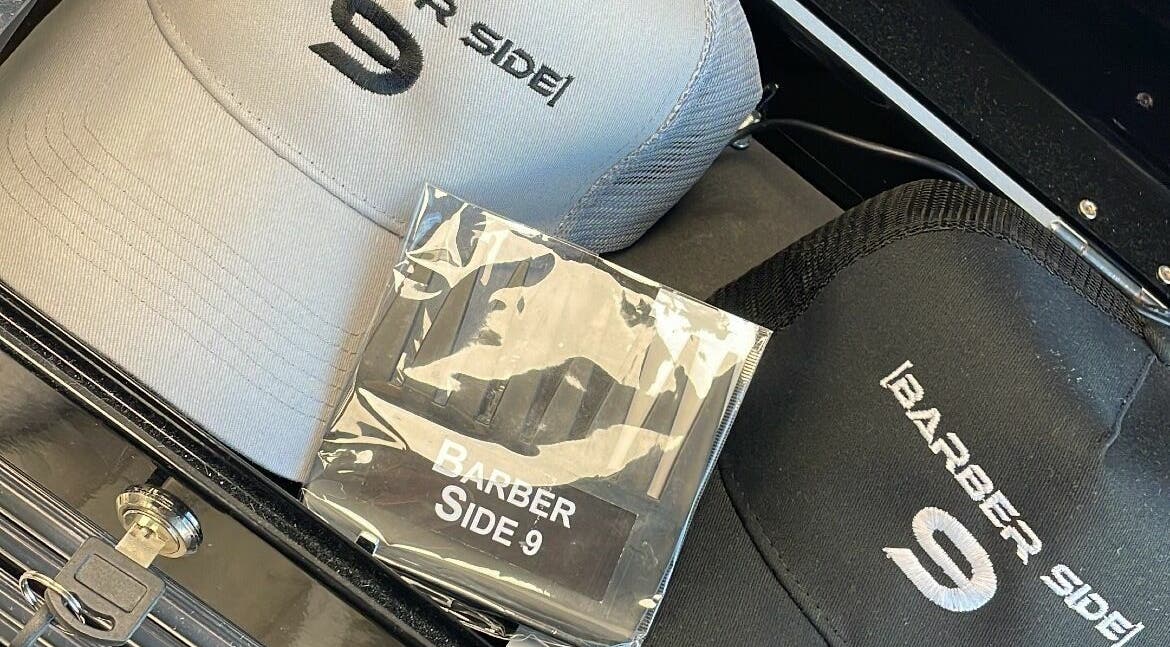 R SIDE|
9
BARBER
SIDE 9
|BARBER SIDE|
9